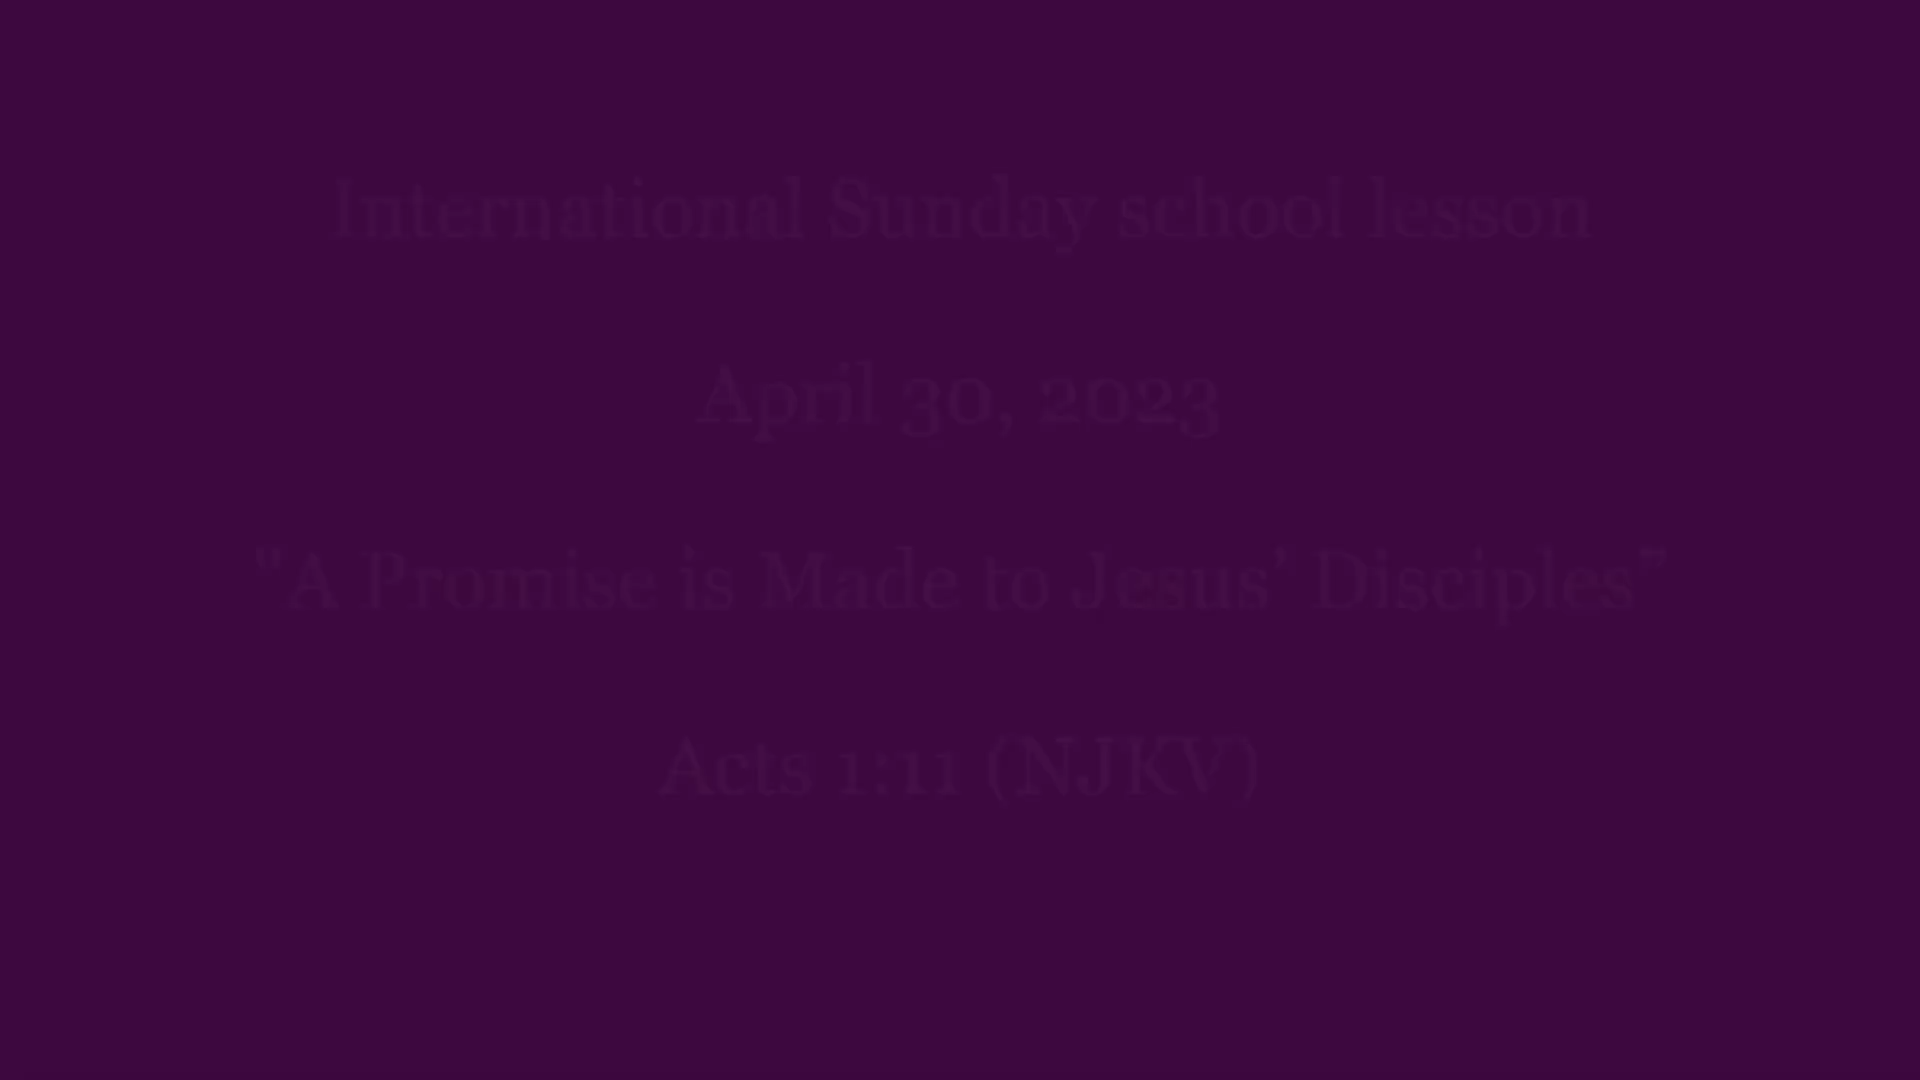 International Sunday school lesson
April 30, 2023
"A Promise is Made to Jesus’ Disciples”
Acts 1:11 (NJKV)